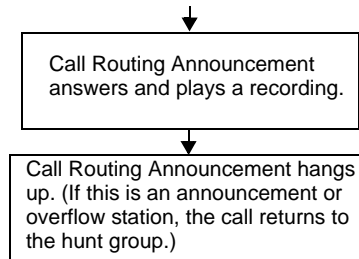 Call Routing Announcement
answers and plays a recording.
Call Routing Announcement hangs
up. (If this is an announcement or
overflow station, the call returns to
the hunt group.)